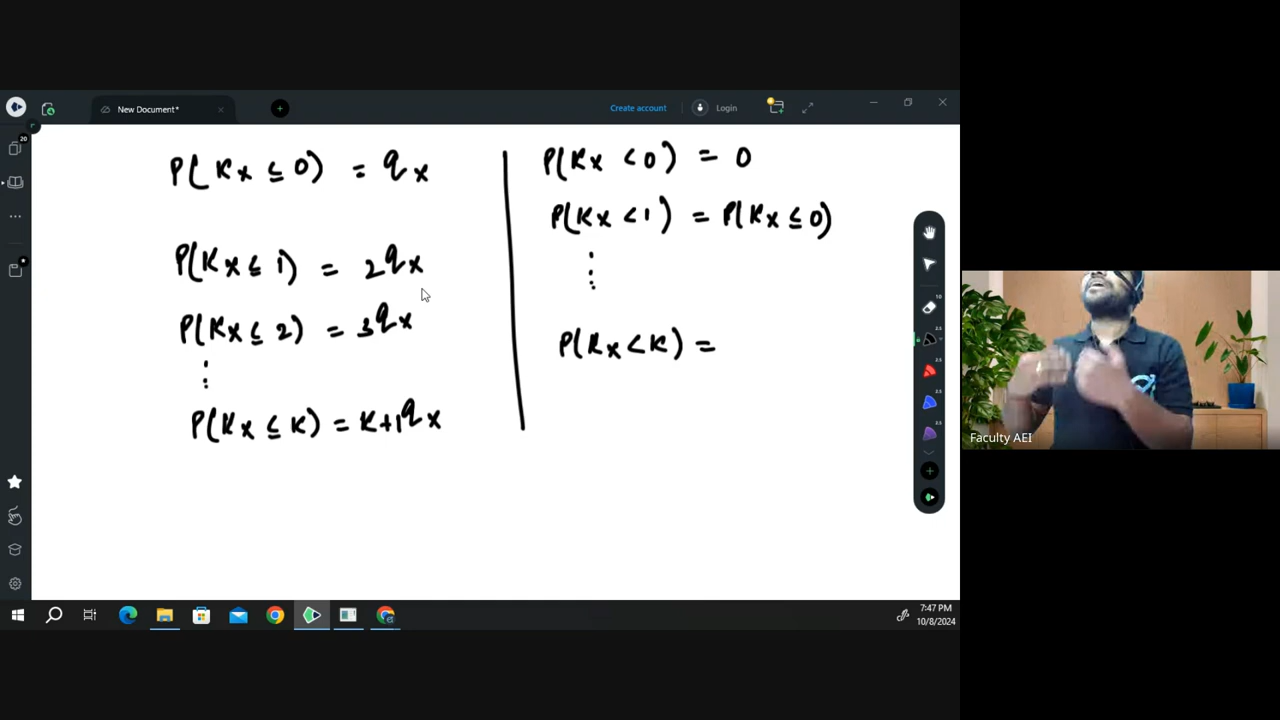 New Document*
Create account
Login
20
P(Kx ≤ 0) = qx
P(Kx ≤ 1) = 2qx
P(Kx ≤ 2) = 3qx
⋮
P(Kx ≤ K) = K+1qx
P(Kx < 0) = 0
P(Kx < 1) = P(Kx ≤ 0)
⋮
P(Kx < K) =
Faculty AEI
7:47 PM
10/8/2024